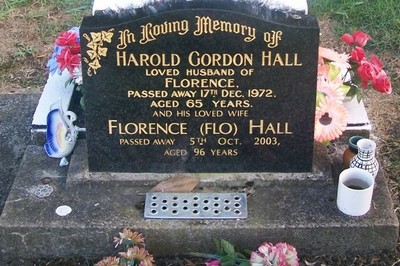 In Loving Memory of
HAROLD GORDON HALL
LOVED HUSBAND OF
FLORENCE.
PASSED AWAY 17TH DEC. 1972.
AGED 65 YEARS.
AND HIS LOVED WIFE
FLORENCE (FLO) HALL
PASSED AWAY 5TH OCT. 2003,
AGED 96 YEARS